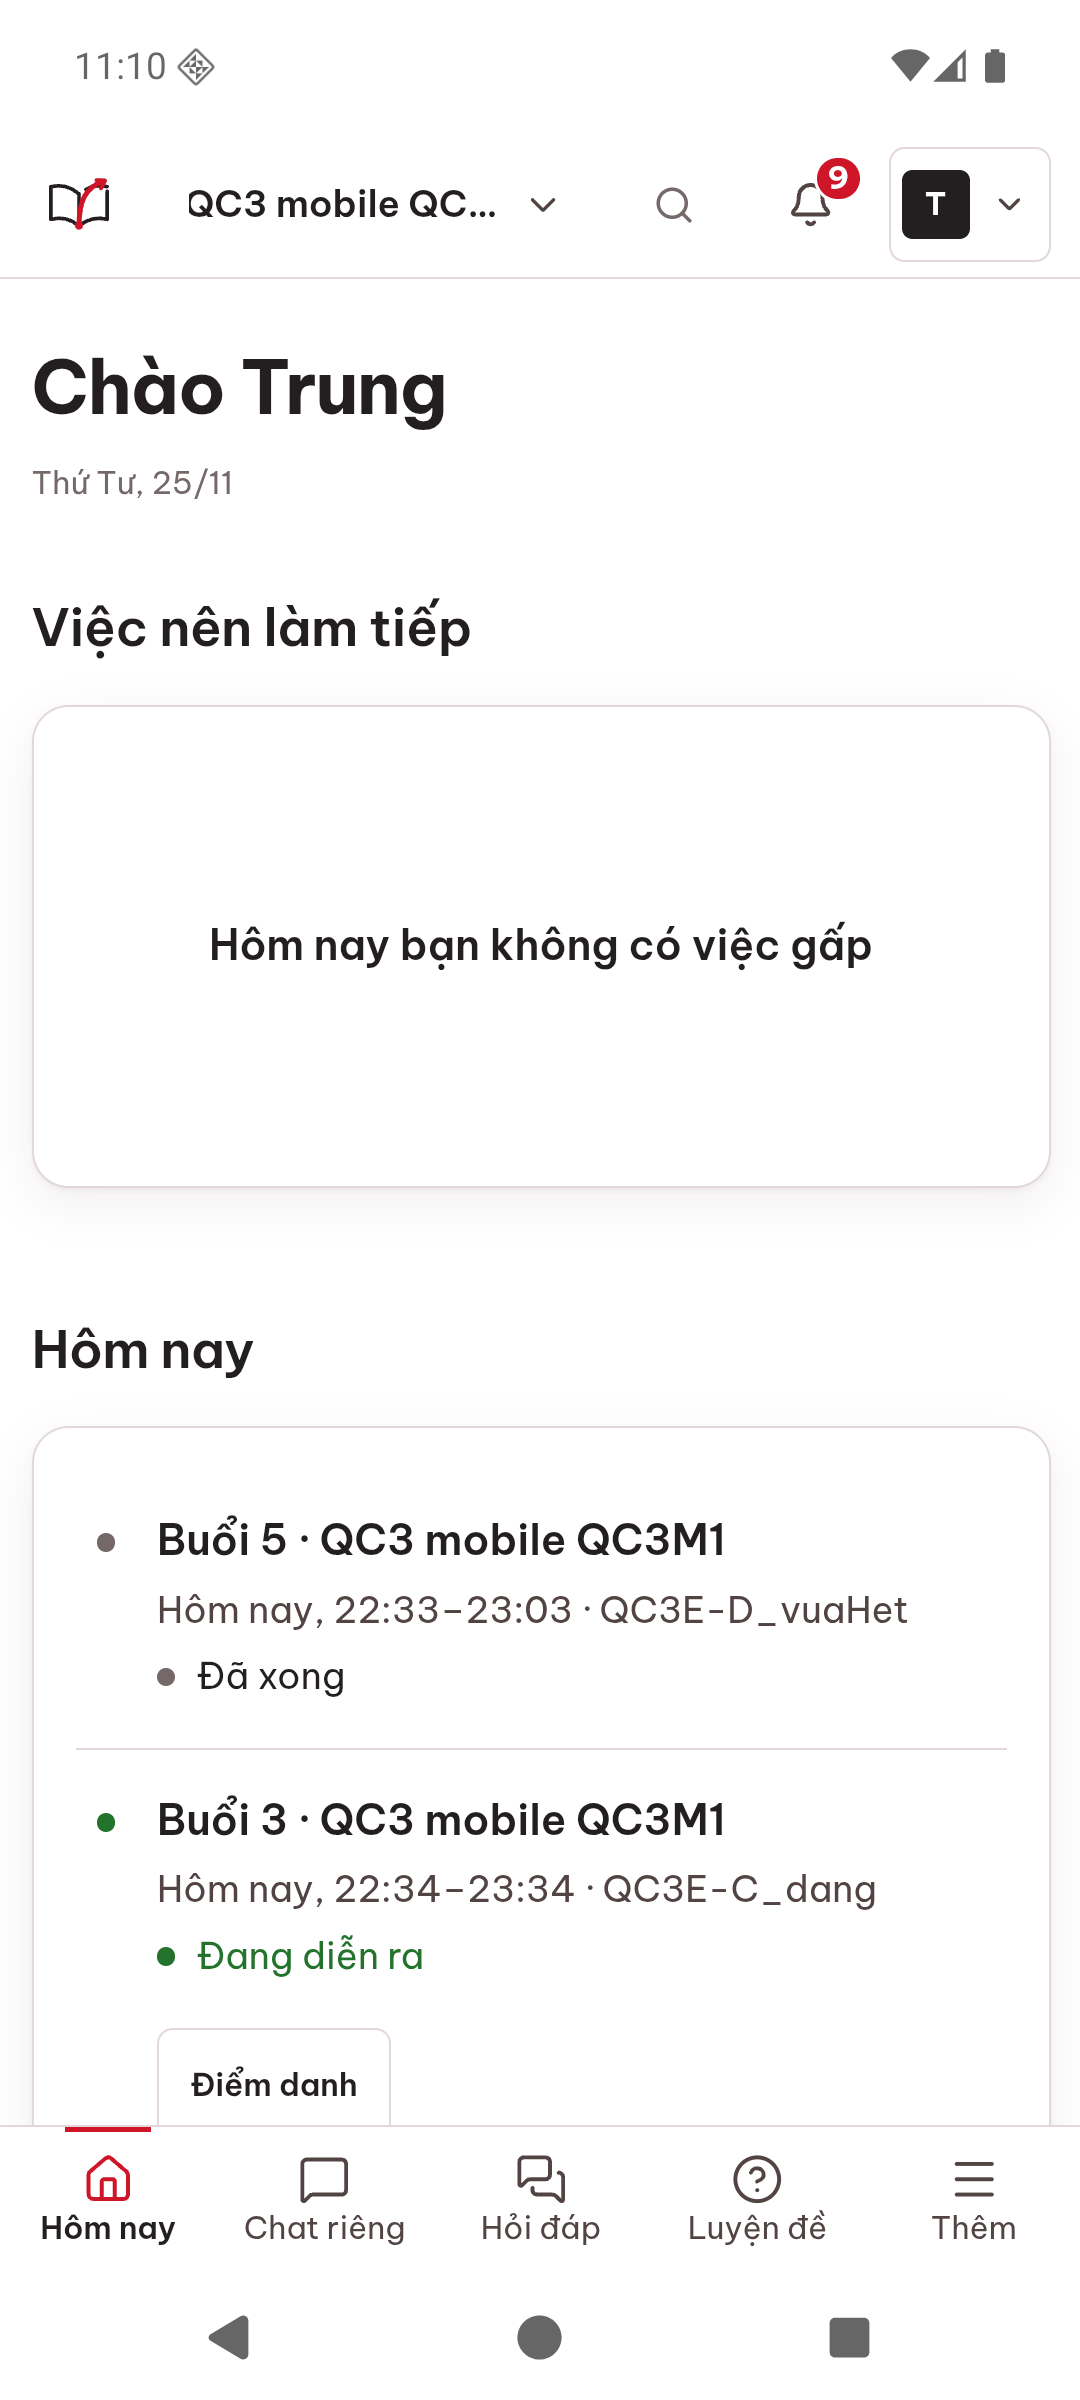 11:10
QC3 mobile QC...
9
T
Chào Trung
Thứ Tư, 25/11
Việc nên làm tiếp
Hôm nay bạn không có việc gấp
Hôm nay
Buổi 5 · QC3 mobile QC3M1
Hôm nay, 22:33–23:03 · QC3E-D_vuaHet
Đã xong
Buổi 3 · QC3 mobile QC3M1
Hôm nay, 22:34–23:34 · QC3E-C_dang
Đang diễn ra
Điểm danh
Hôm nay
Chat riêng
Hỏi đáp
Luyện đề
Thêm